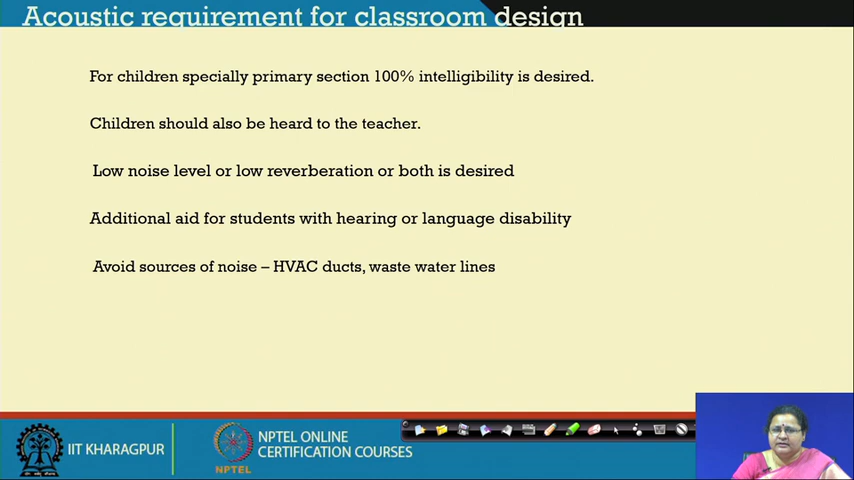 Acoustic requirement for classroom design
For children specially primary section 100% intelligibility is desired.
Children should also be heard to the teacher.
Low noise level or low reverberation or both is desired
Additional aid for students with hearing or language disability
Avoid sources of noise – HVAC ducts, waste water lines
IIT KHARAGPUR
NPTEL
NPTEL ONLINE
CERTIFICATION COURSES